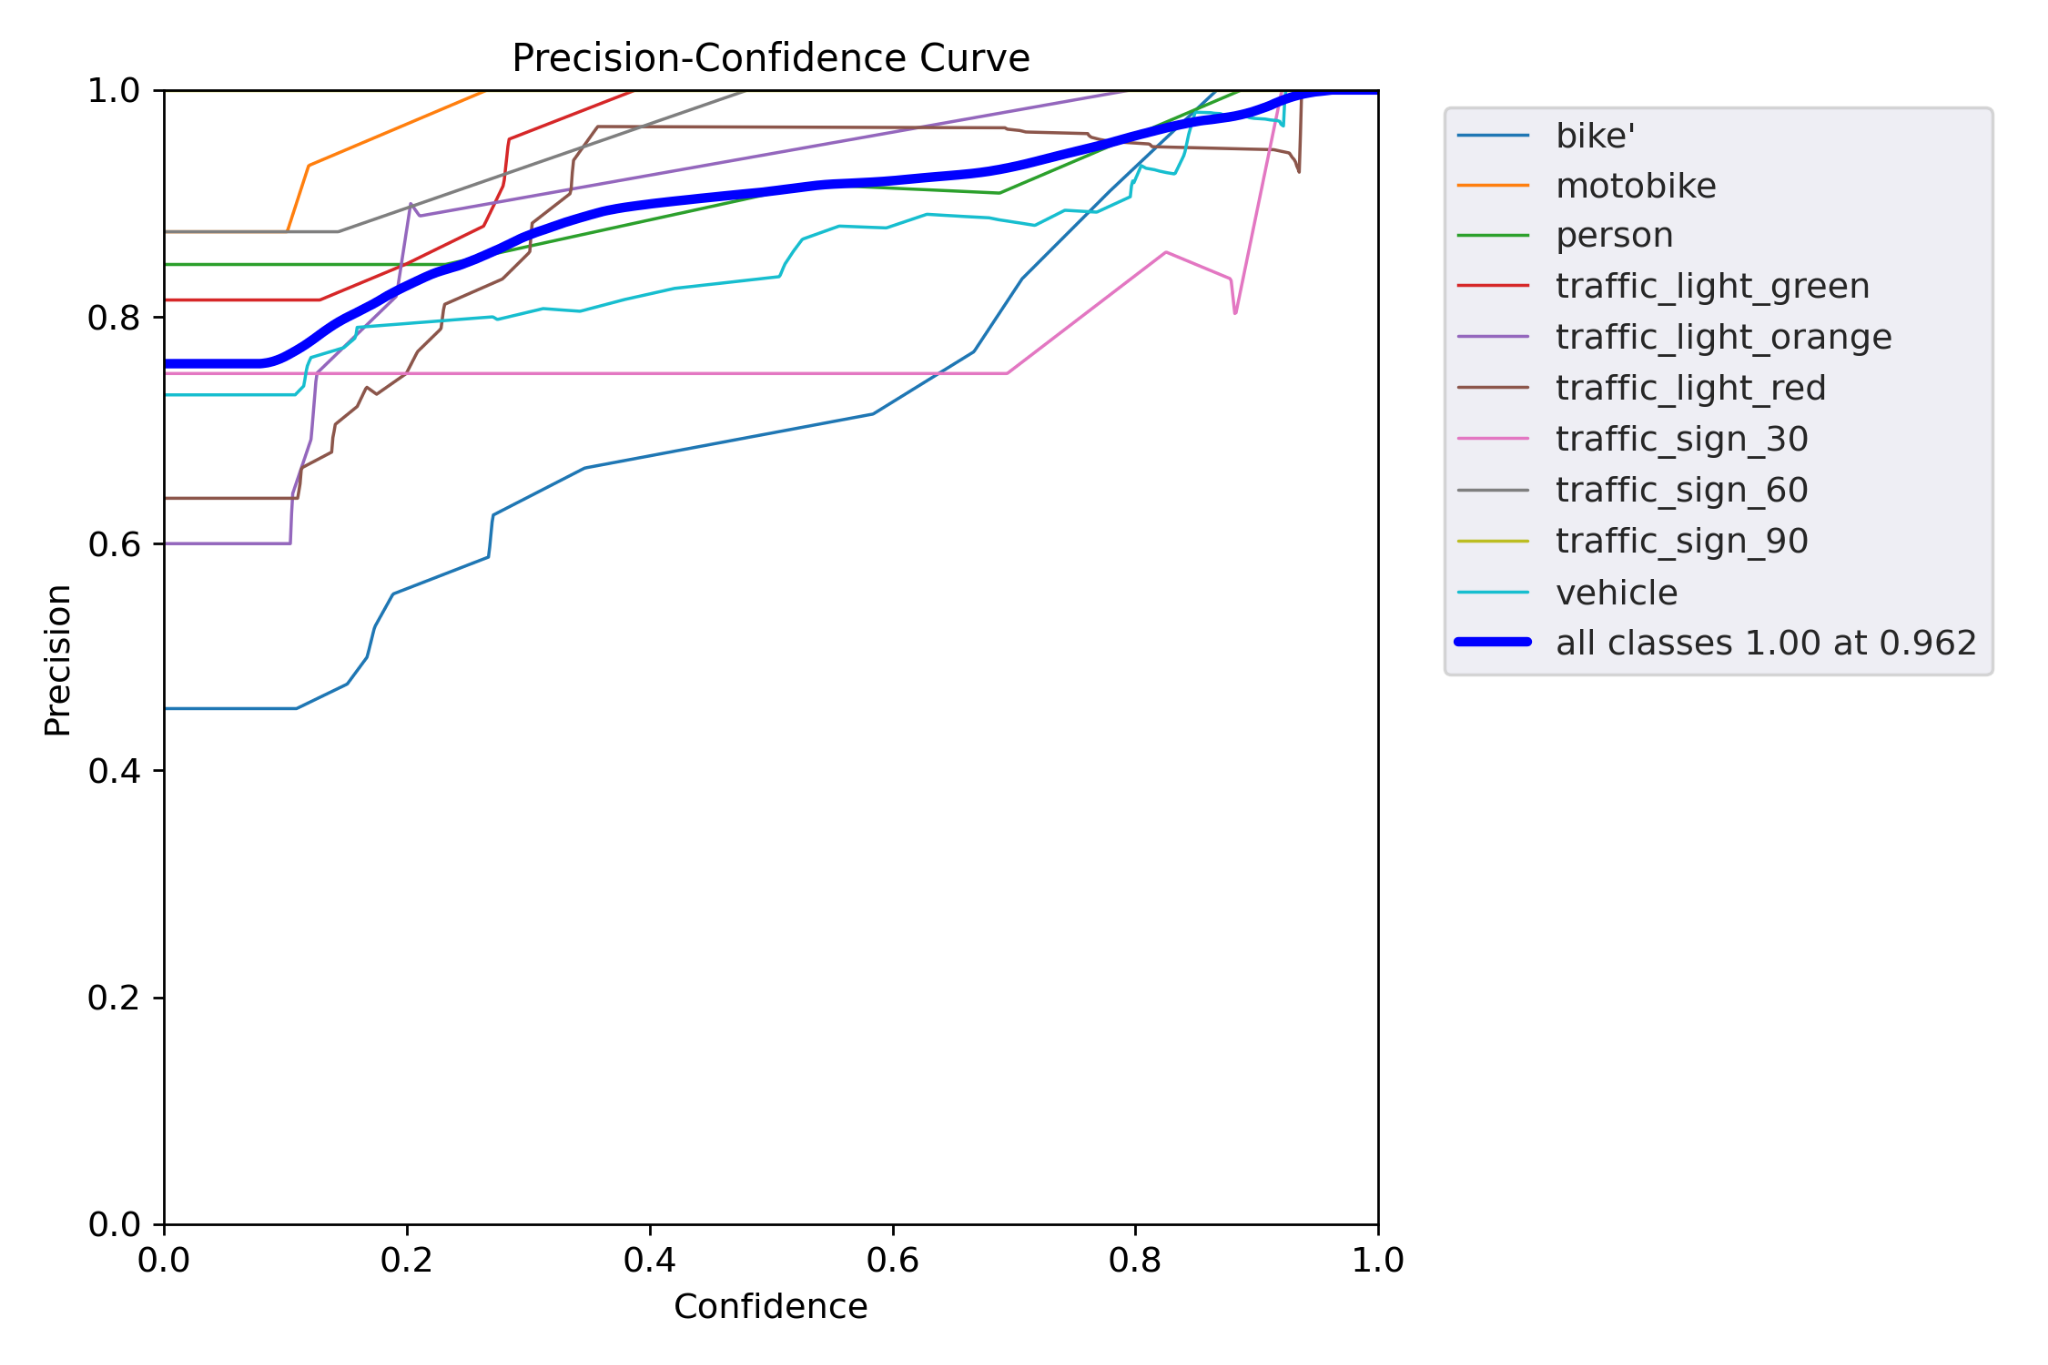 Precision-Confidence Curve
1.0
0.8
0.6
0.4
0.2
0.0
Precision
0.0 0.2 0.4 0.6 0.8 1.0
Confidence
bike'
motobike
person
traffic_light_green
traffic_light_orange
traffic_light_red
traffic_sign_30
traffic_sign_60
traffic_sign_90
vehicle
all classes 1.00 at 0.962